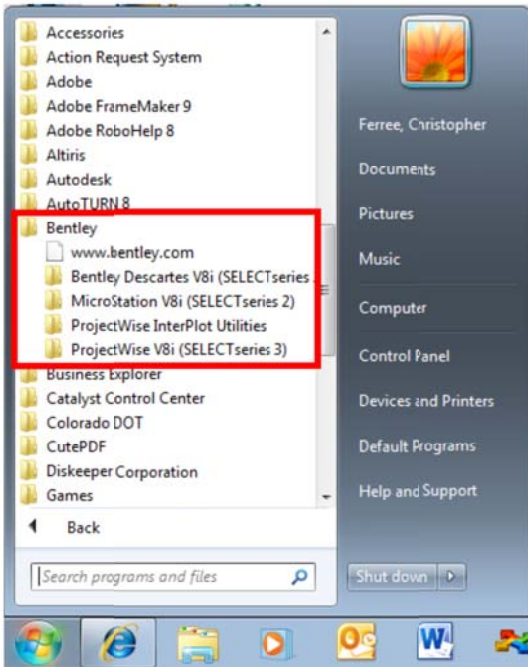 Accessories
Action Request System
Adobe
Adobe FrameMaker 9
Adobe RoboHelp 8
Altiris
Autodesk
AutoTURN 8
Bentley
www.bentley.com
Bentley Descartes V8i (SELECTseries
MicroStation V8i (SELECTseries 2)
ProjectWise InterPlot Utilities
ProjectWise V8i (SELECTseries 3)
Business Explorer
Catalyst Control Center
Colorado DOT
CutePDF
Diskeeper Corporation
Games
Back
Search programs and files
Ferree, Christopher
Documents
Pictures
Music
Computer
Control Panel
Devices and Printers
Default Programs
Help and Support
Shut down